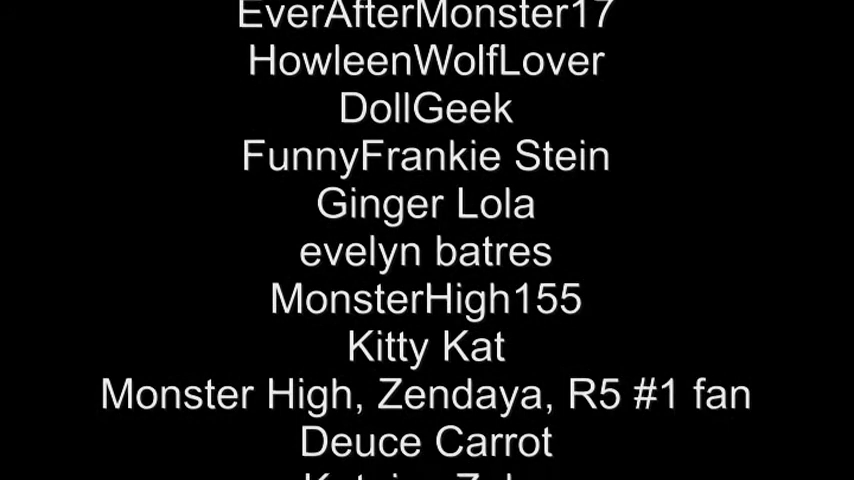 EverAfterMonster17
HowleenWolfLover
DollGeek
FunnyFrankie Stein
Ginger Lola
evelyn batres
MonsterHigh155
Kitty Kat
Monster High, Zendaya, R5 #1 fan
Deuce Carrot